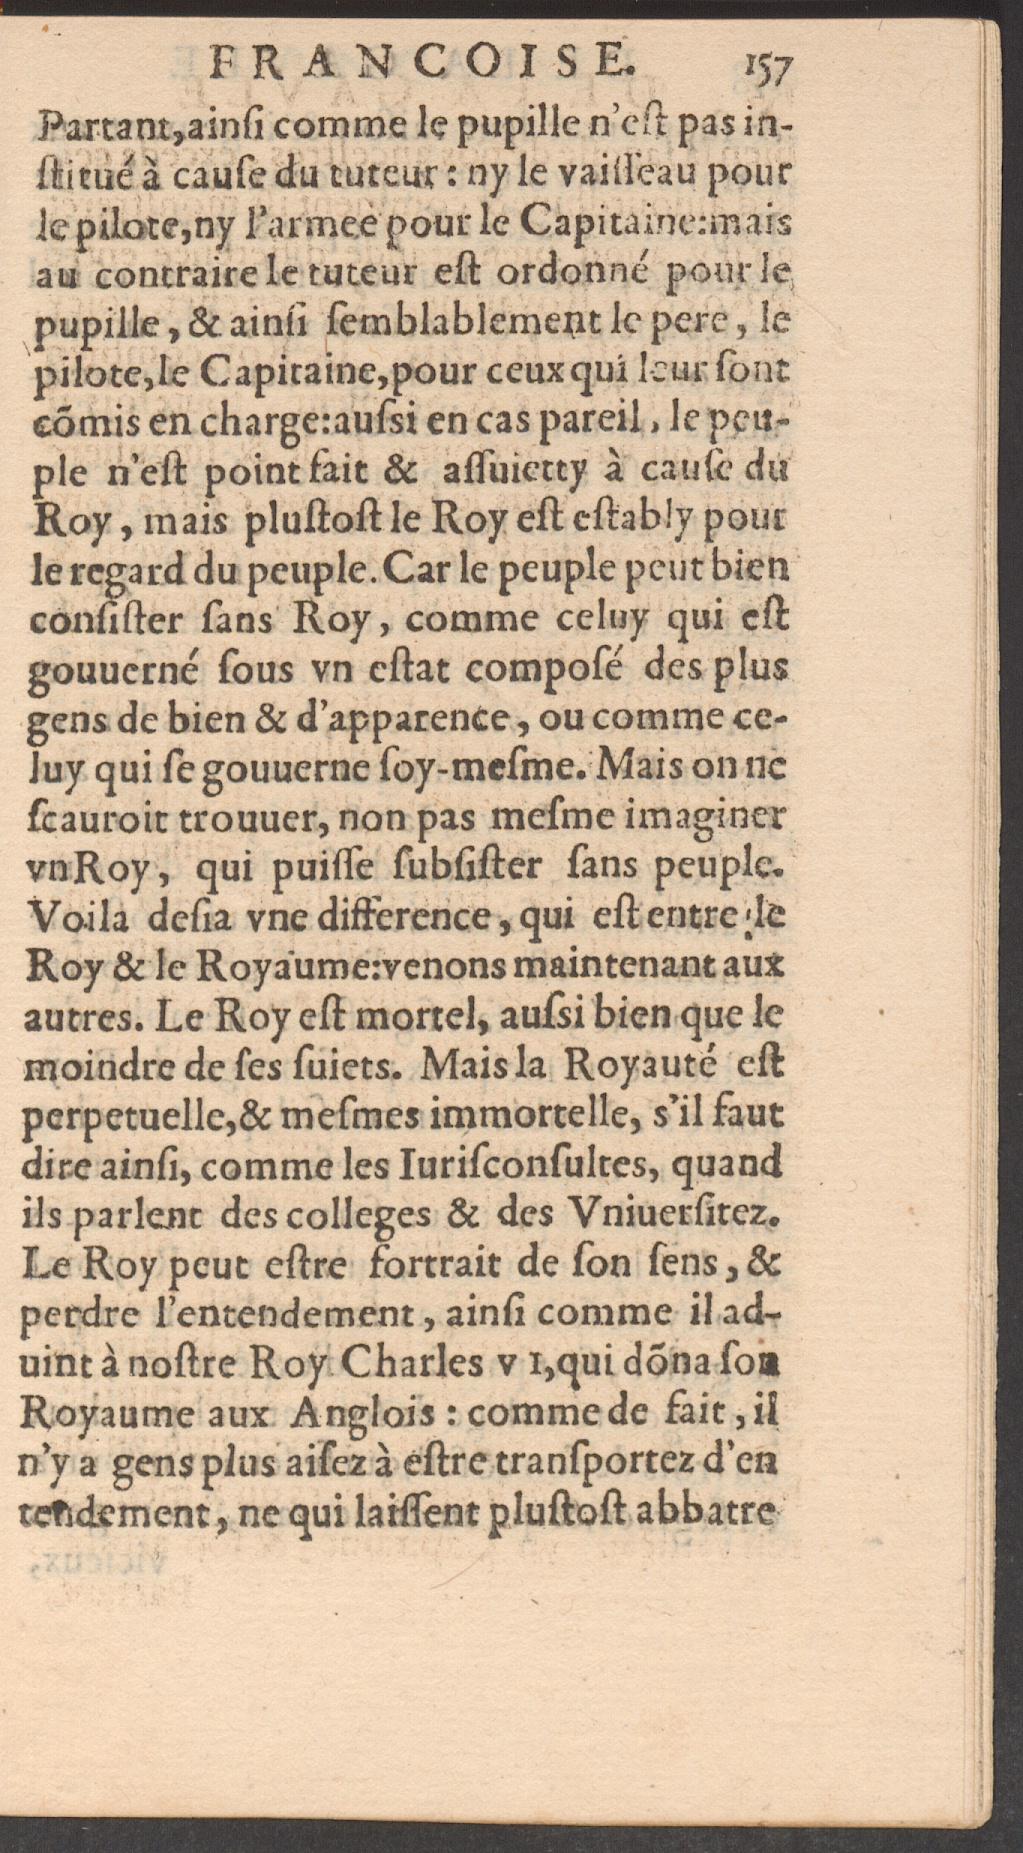 FRANCOISE. 157
Partant,ainſi comme le pupille n'eſt pas in-
ſtitué à cauſe du tuteur : ny le vaiſſeau pour
le pilote,ny l'armee pour le Capitaine:mais
au contraire le tuteur eſt ordonné pour le
pupille, & ainſi ſemblablement le pere, le
pilote,le Capitaine,pour ceux qui leur ſont
cõmis en charge:auſsi en cas pareil, le peu-
ple n'eſt point fait & aſſuietty à cauſe du
Roy, mais pluſtoſt le Roy eſt eſtably pour
le regard du peuple. Car le peuple peut bien
conſiſter ſans Roy, comme celuy qui eſt
gouuerné ſous vn eſtat composé des plus
gens de bien & d'apparence, ou comme ce-
luy qui ſe gouuerne ſoy-meſme. Mais on ne
ſcauroit trouuer, non pas meſme imaginer
vn Roy, qui puiſſe ſubsiſter ſans peuple.
Voila deſia vne difference, qui eſt entre le
Roy & le Royaume:venons maintenant aux
autres. Le Roy eſt mortel, auſsi bien que le
moindre de ſes ſuiets. Mais la Royauté eſt
perpetuelle,& meſmes immortelle, s'il faut
dire ainſi, comme les Iuriſconſultes, quand
ils parlent des colleges & des Vniuerſitez.
Le Roy peut eſtre fortrait de ſon ſens, &
perdre l'entendement, ainſi comme il ad-
uint à noſtre Roy Charles v I,qui dõna ſon
Royaume aux Anglois : comme de fait, il
n'y a gens plus aiſez à eſtre tranſportez d'en
tendement, ne qui laiſſent pluſtoſt abbatre